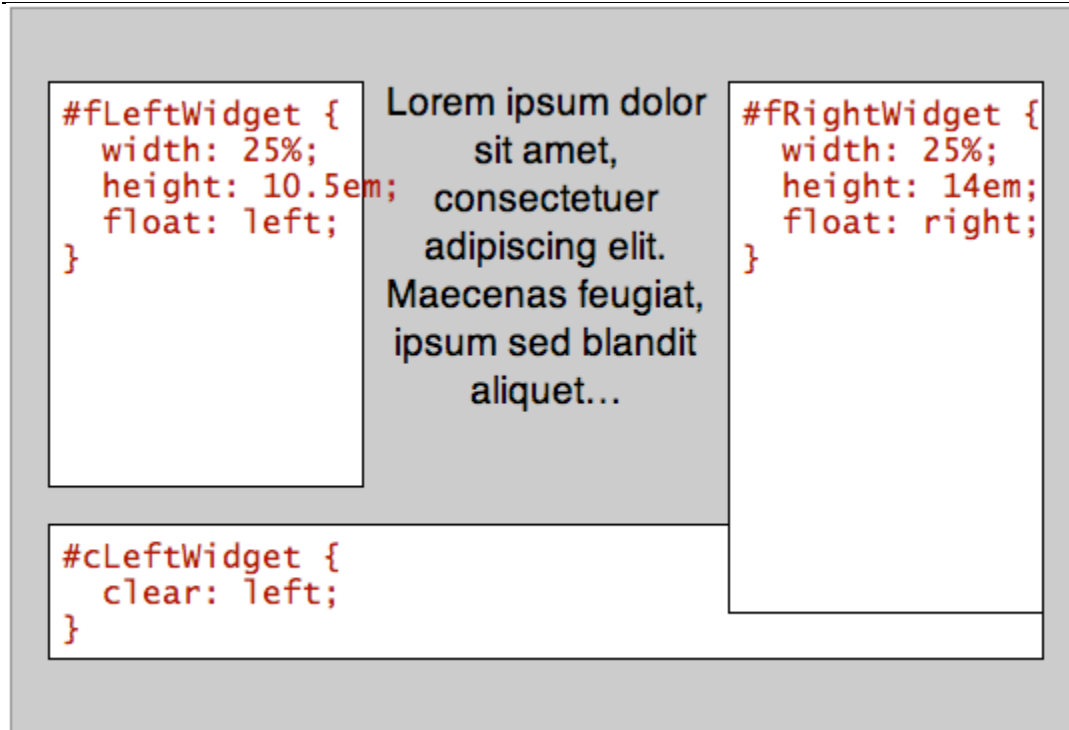 #fLeftWidget {
  width: 25%;
  height: 10.5em;
  float: left;
}
Lorem ipsum dolor
sit amet,
consectetuer
adipiscing elit.
Maecenas feugiat,
ipsum sed blandit
aliquet…
#fRightWidget {
  width: 25%;
  height: 14em;
  float: right;
}
#cLeftWidget {
  clear: left;
}